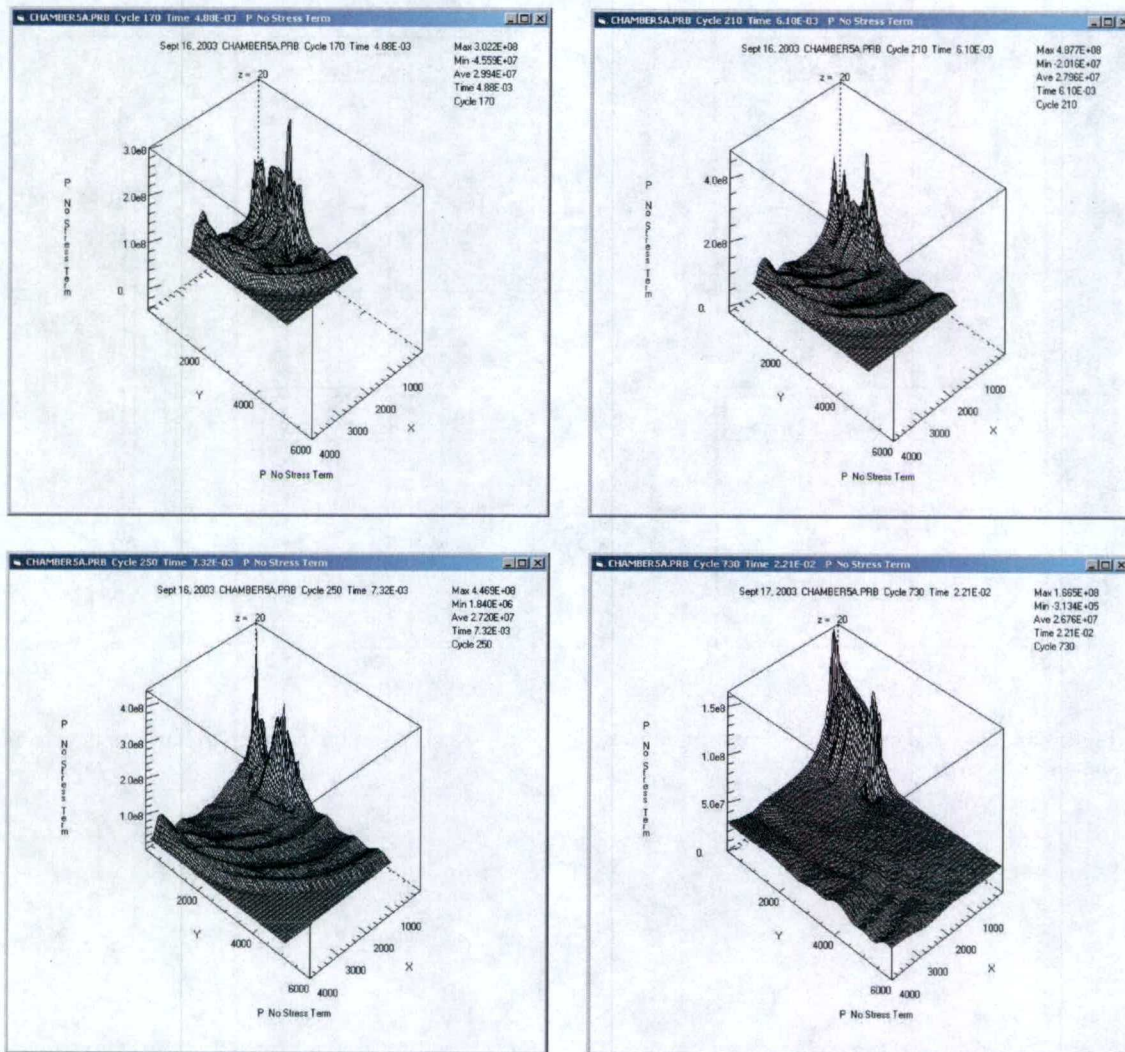 CHAMBER5A.PRB Cycle 170 Time 4.88E-03 P No Stress Term
Sept 16, 2003 CHAMBER5A.PRB Cycle 170 Time 4.88E-03
Max 3.022E+08
Min -4.559E+07
Ave 2.994E+07
Time 4.88E-03
Cycle 170
z = 20
3.0e8
2.0e8
1.0e8
0.
P No Stress Term
2000
4000
6000
Y
1000
2000
3000
4000
X
P No Stress Term
CHAMBER5A.PRB Cycle 210 Time 6.10E-03 P No Stress Term
Sept 16, 2003 CHAMBER5A.PRB Cycle 210 Time 6.10E-03
Max 4.877E+08
Min -2.016E+07
Ave 2.796E+07
Time 6.10E-03
Cycle 210
z = 20
4.0e8
2.0e8
0.
P No Stress Term
2000
4000
6000
Y
1000
2000
3000
4000
X
P No Stress Term
CHAMBER5A.PRB Cycle 250 Time 7.32E-03 P No Stress Term
Sept 16, 2003 CHAMBER5A.PRB Cycle 250 Time 7.32E-03
Max 4.469E+08
Min 1.840E+06
Ave 2.720E+07
Time 7.32E-03
Cycle 250
z = 20
4.0e8
3.0e8
2.0e8
1.0e8
P No Stress Term
2000
4000
6000
Y
1000
2000
3000
4000
X
P No Stress Term
CHAMBER5A.PRB Cycle 730 Time 2.21E-02 P No Stress Term
Sept 17, 2003 CHAMBER5A.PRB Cycle 730 Time 2.21E-02
Max 1.665E+08
Min -3.134E+05
Ave 2.676E+07
Time 2.21E-02
Cycle 730
z = 20
1.5e8
1.0e8
5.0e7
0.
P No Stress Term
2000
4000
6000
Y
1000
2000
3000
4000
X
P No Stress Term